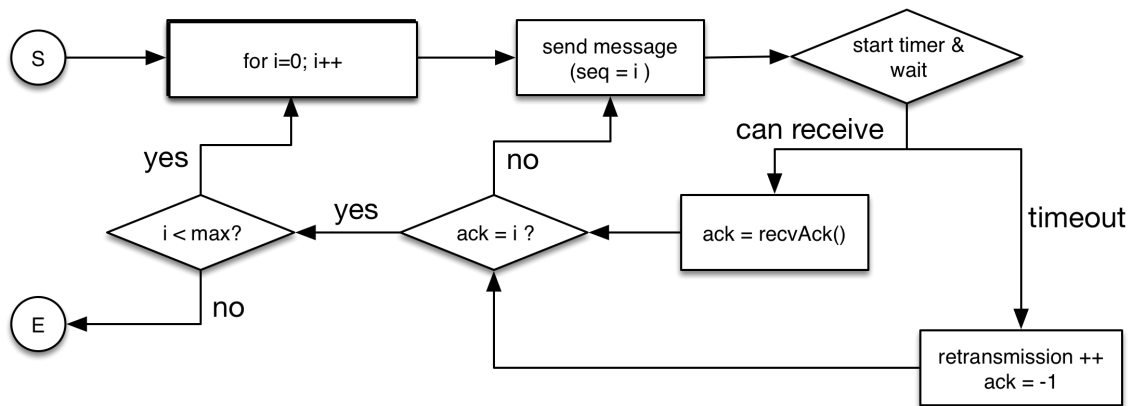 S
for i=0; i++
send message
(seq = i )
start timer &
wait
can receive
timeout
yes
no
yes
i < max?
ack = i ?
ack = recvAck()
no
E
retransmission ++
ack = -1